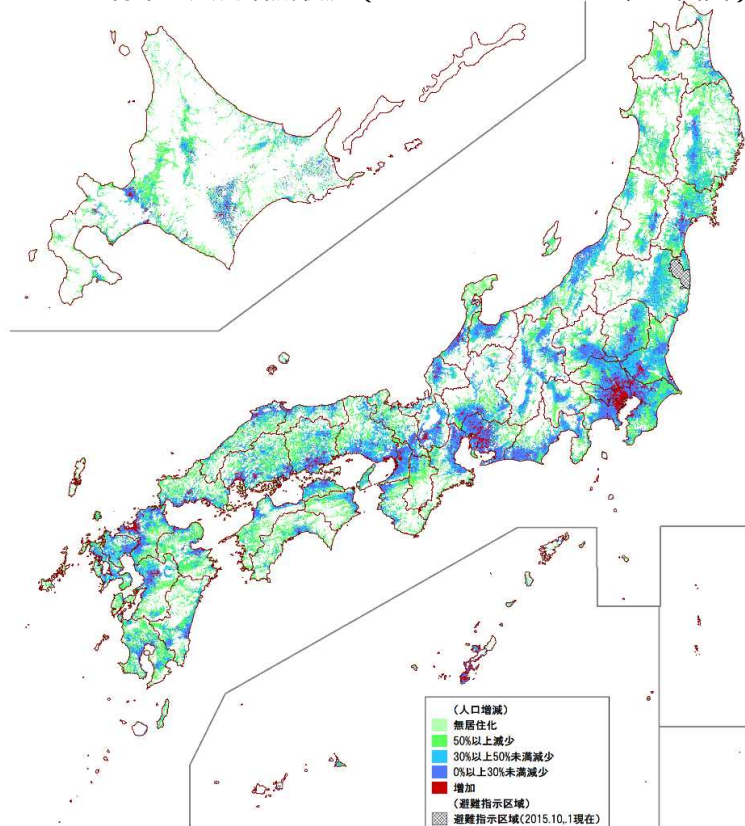 (人口増減)
無居住化
50%以上減少
30%以上50%未満減少
0%以上30%未満減少
増加
(避難指示区域)
避難指示区域(2015.10,.1現在)